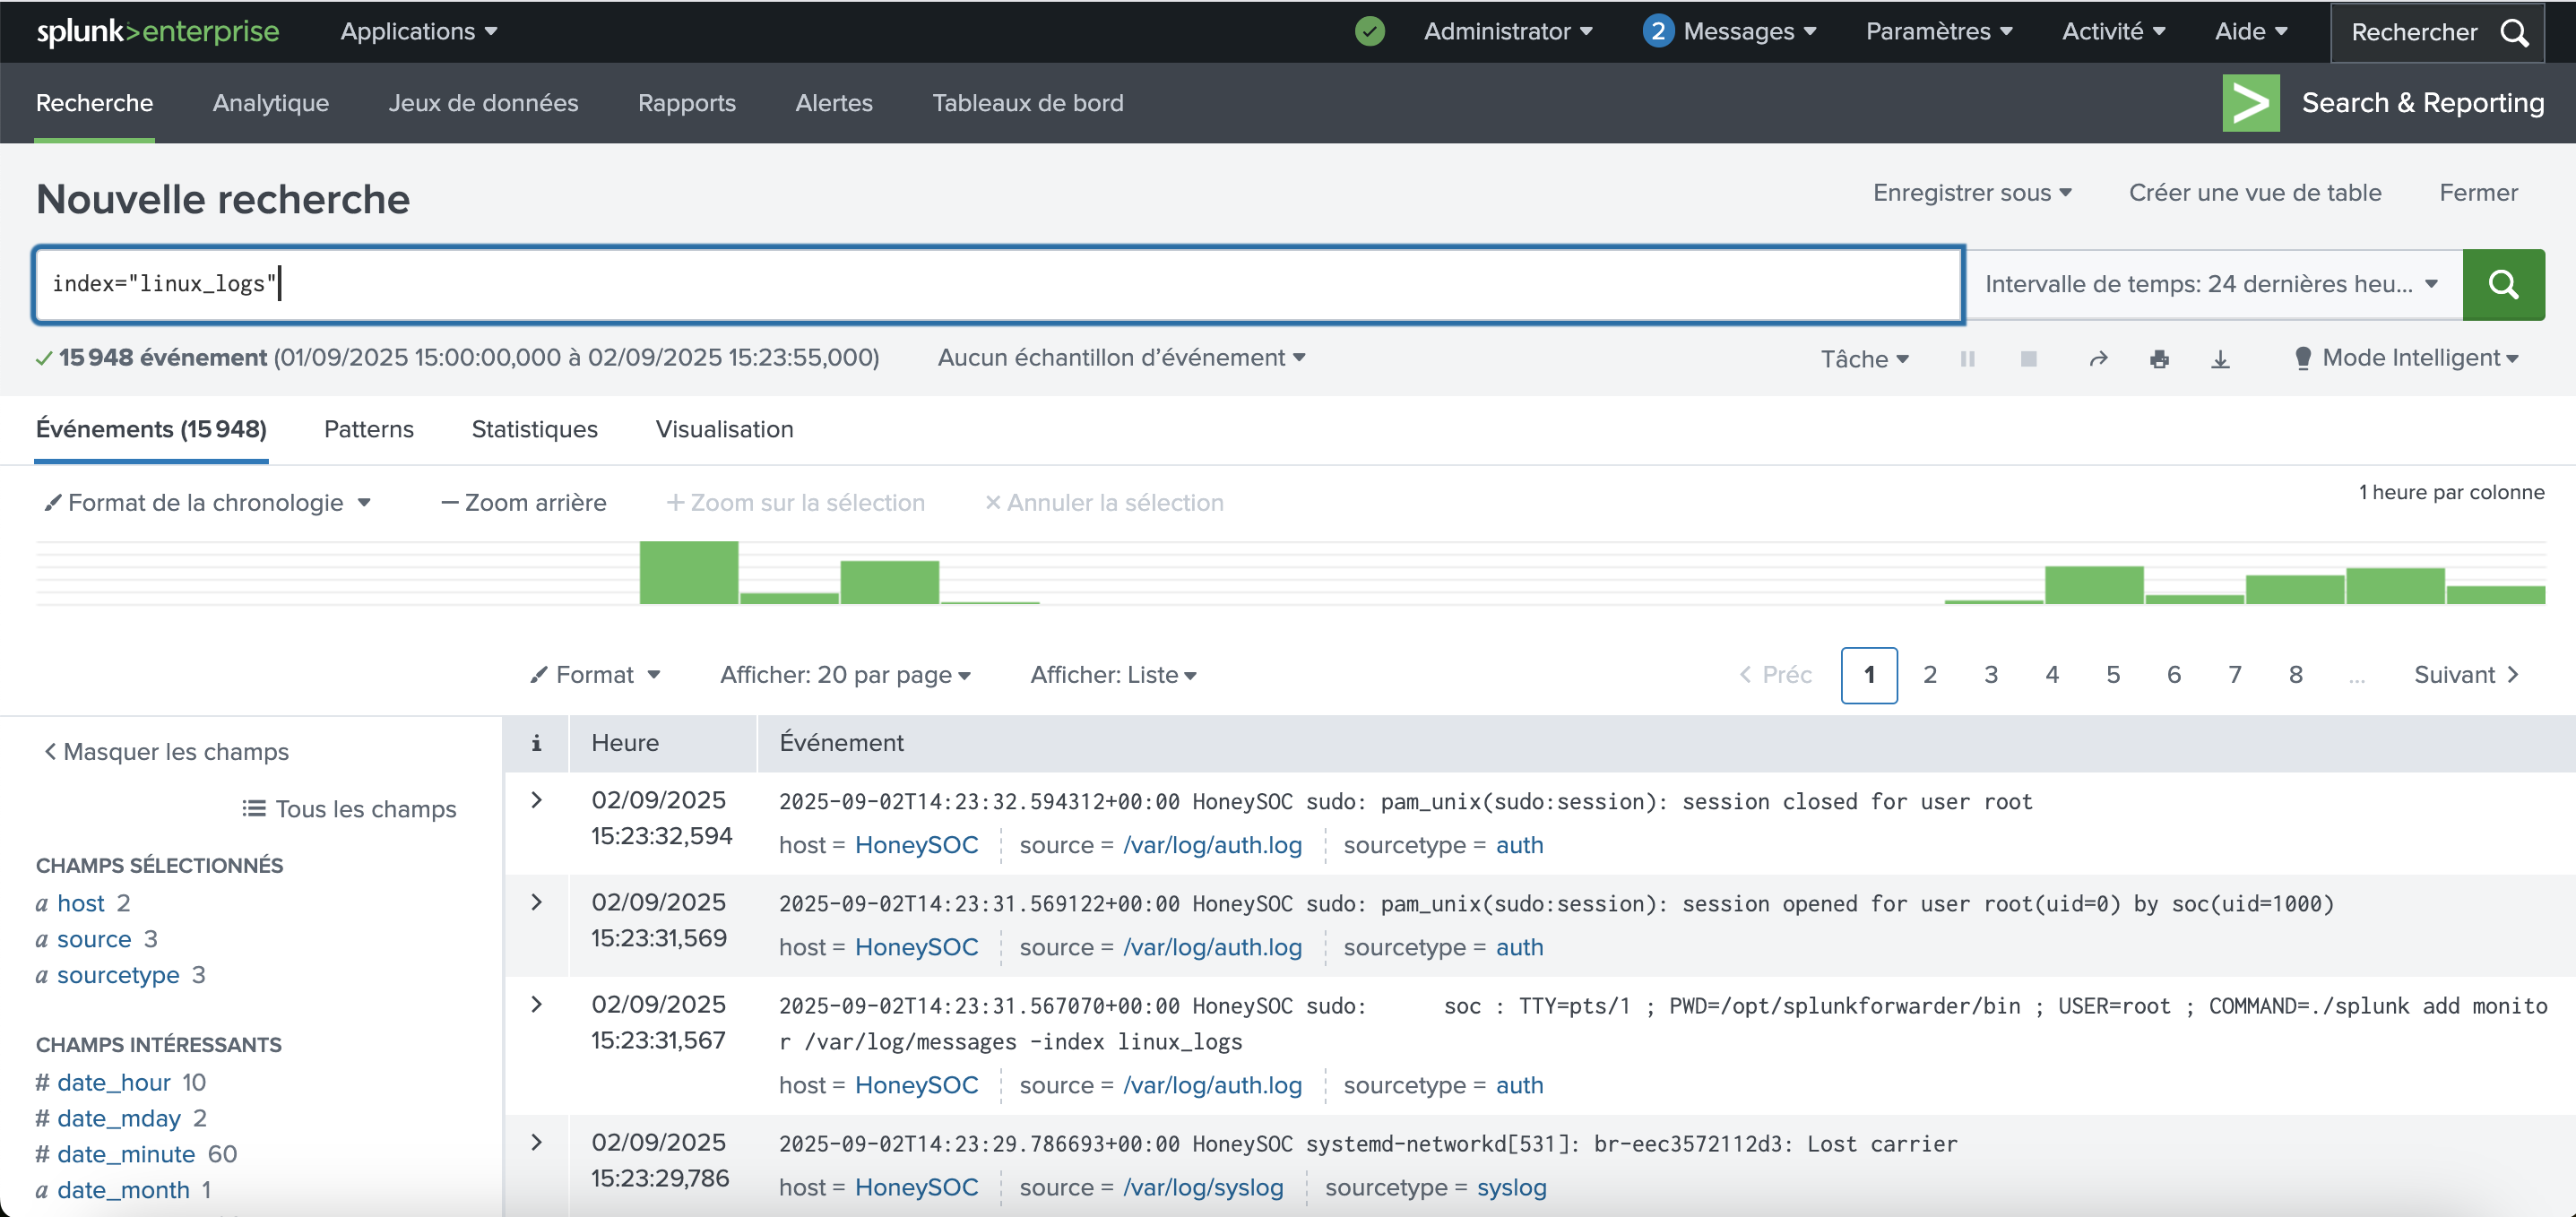 splunk>enterprise Applications Administrator 2 Messages Paramètres Activité Aide Rechercher
Recherche Analytique Jeux de données Rapports Alertes Tableaux de bord > Search & Reporting
Nouvelle recherche Enregistrer sous Créer une vue de table Fermer
index="linux_logs" Intervalle de temps: 24 dernières heu...
15 948 événement (01/09/2025 15:00:00,000 à 02/09/2025 15:23:55,000) Aucun échantillon d'événement Tâche Mode Intelligent
Événements (15 948) Patterns Statistiques Visualisation
Format de la chronologie — Zoom arrière + Zoom sur la sélection × Annuler la sélection 1 heure par colonne
Format Afficher: 20 par page Afficher: Liste < Préc 1 2 3 4 5 6 7 8 ... Suivant >
< Masquer les champs
Tous les champs
CHAMPS SÉLECTIONNÉS
a host 2
a source 3
a sourcetype 3
CHAMPS INTÉRESSANTS
# date_hour 10
# date_mday 2
# date_minute 60
a date_month 1
i Heure Événement
> 02/09/2025 2025-09-02T14:23:32.594312+00:00 HoneySOC sudo: pam_unix(sudo:session): session closed for user root
15:23:32,594
host = HoneySOC source = /var/log/auth.log sourcetype = auth
> 02/09/2025 2025-09-02T14:23:31.569122+00:00 HoneySOC sudo: pam_unix(sudo:session): session opened for user root(uid=0) by soc(uid=1000)
15:23:31,569
host = HoneySOC source = /var/log/auth.log sourcetype = auth
> 02/09/2025 2025-09-02T14:23:31.567070+00:00 HoneySOC sudo:      soc : TTY=pts/1 ; PWD=/opt/splunkforwarder/bin ; USER=root ; COMMAND=./splunk add monito
15:23:31,567 r /var/log/messages -index linux_logs
host = HoneySOC source = /var/log/auth.log sourcetype = auth
> 02/09/2025 2025-09-02T14:23:29.786693+00:00 HoneySOC systemd-networkd[531]: br-eec3572112d3: Lost carrier
15:23:29,786
host = HoneySOC source = /var/log/syslog sourcetype = syslog